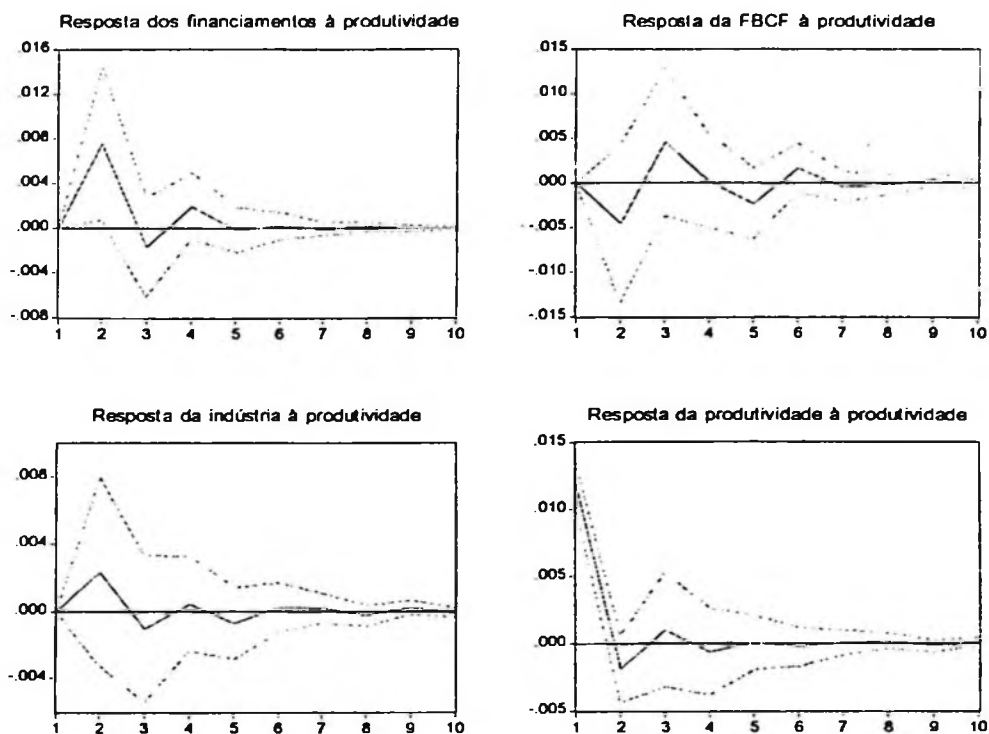 Resposta dos financiamentos à produtividade
.016
.012
.008
.004
.000
-.004
-.008
1 2 3 4 5 6 7 8 9 10
Resposta da FBCF à produtividade
.015
.010
.005
.000
-.005
-.010
-.015
1 2 3 4 5 6 7 8 9 10
Resposta da indústria à produtividade
.008
.004
.000
-.004
1 2 3 4 5 6 7 8 9 10
Resposta da produtividade à produtividade
.015
.010
.005
.000
-.005
1 2 3 4 5 6 7 8 9 10